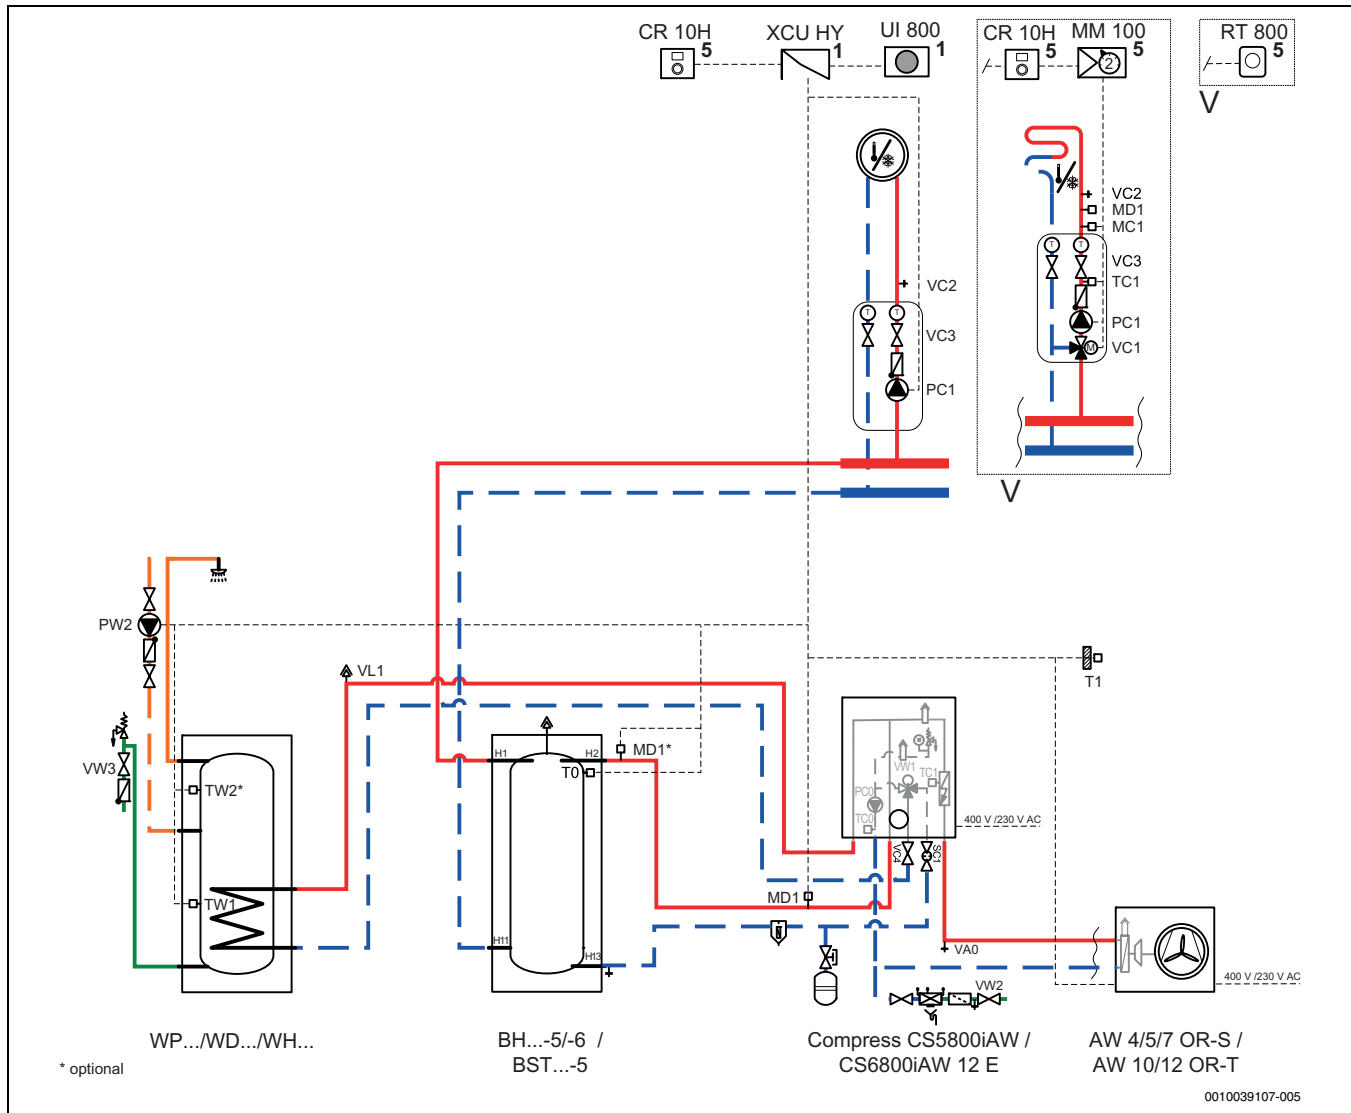 CR 10H
5
XCU HY
1
UI 800
1
CR 10H
5
MM 100
5
2
RT 800
5
V
VC2
MD1
MC1
T
T
VC3
TC1
PC1
M
VC1
VC2
T
T
VC3
PC1
V
PW2
VL1
T1
VW3
TW2*
TW1
H1
H2
MD1*
T0
H11
H13
VW1
TC1
PC0
TC0
400 V /230 V AC
VC4
SC1
MD1
VA0
VW2
400 V /230 V AC
WP.../WD.../WH...
BH...-5/-6 /
BST...-5
Compress CS5800iAW /
CS6800iAW 12 E
AW 4/5/7 OR-S /
AW 10/12 OR-T
* optional
0010039107-005